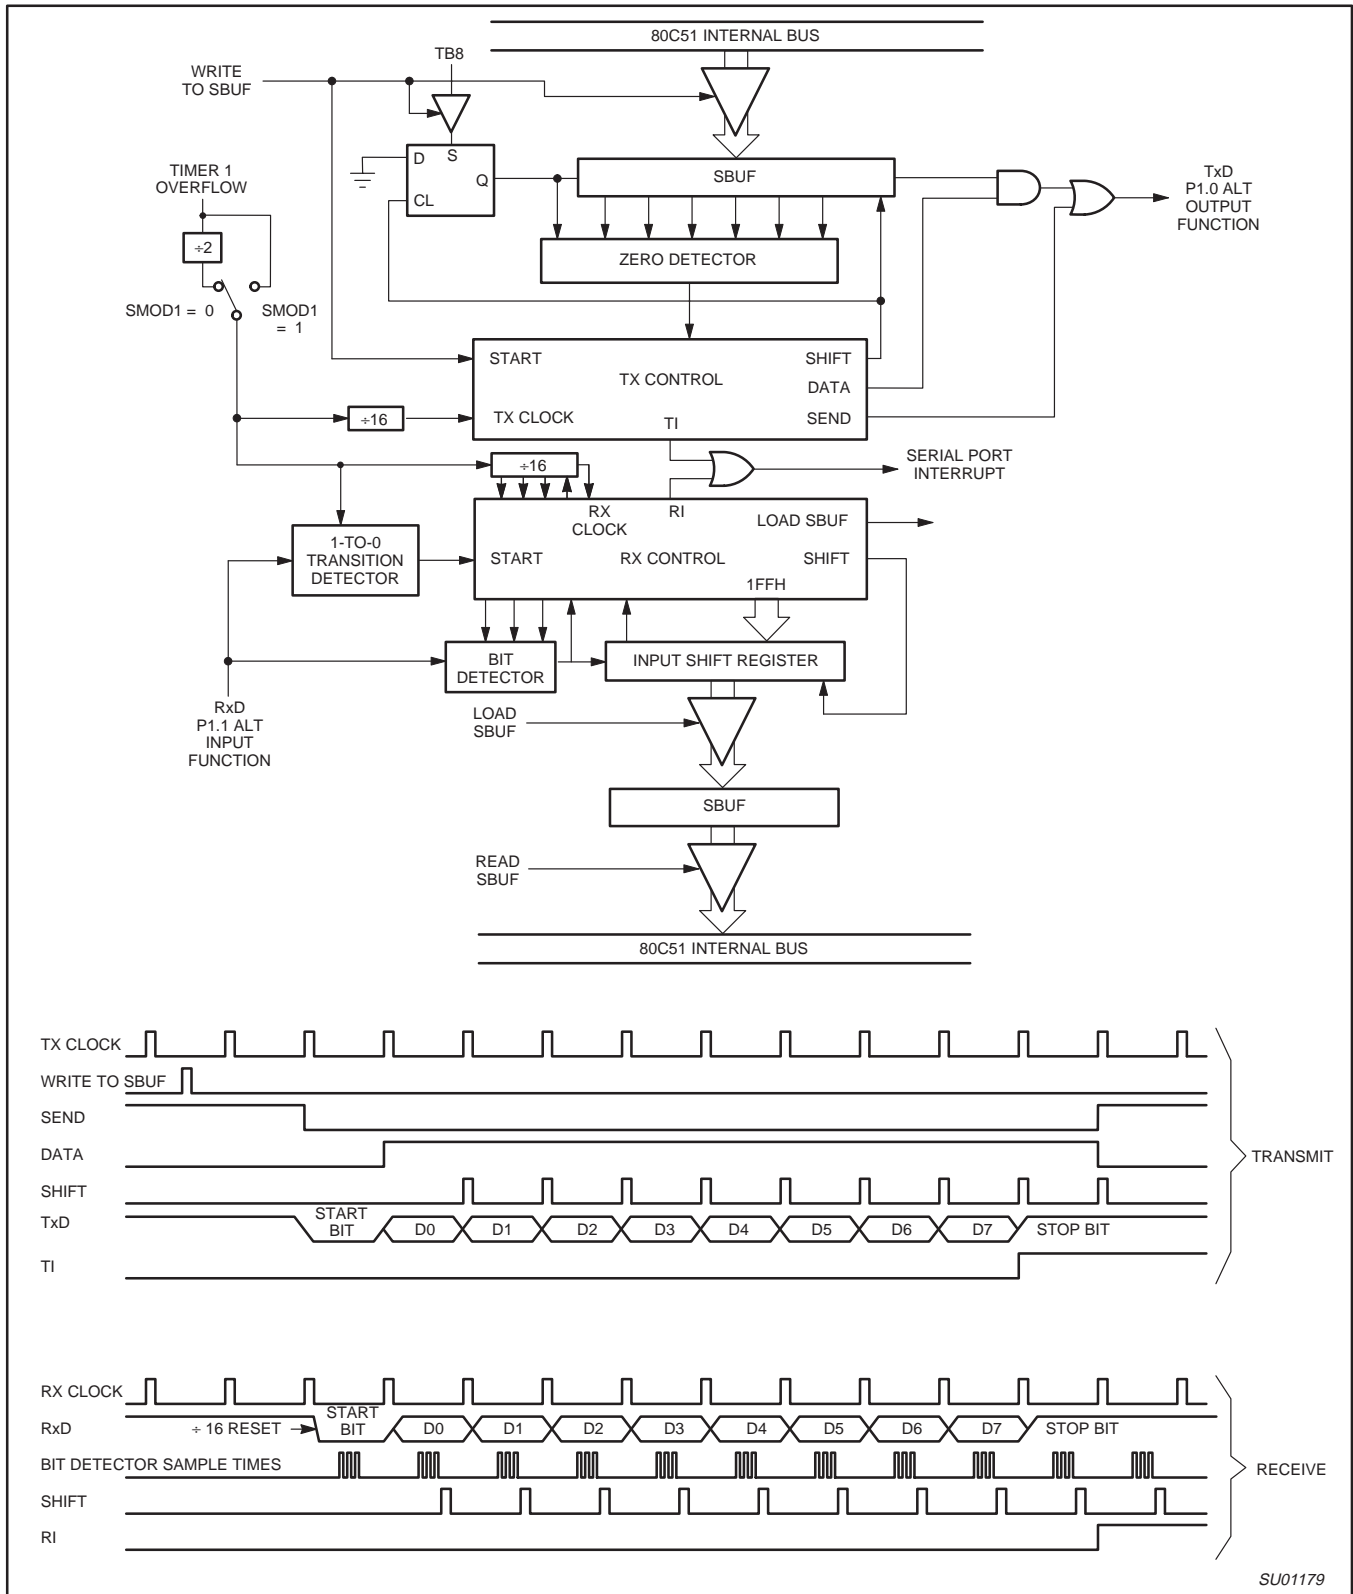 80C51 INTERNAL BUS
TB8
WRITE
TO SBUF
D
S
Q
CL
SBUF
TxD
P1.0 ALT
OUTPUT
FUNCTION
TIMER 1
OVERFLOW
÷2
ZERO DETECTOR
SMOD1 = 0
SMOD1
= 1
START
SHIFT
TX CONTROL
DATA
÷16
TX CLOCK
TI
SEND
SERIAL PORT
INTERRUPT
÷16
RX
CLOCK
RI
LOAD SBUF
1-TO-0
TRANSITION
DETECTOR
START
RX CONTROL
SHIFT
1FFH
BIT
DETECTOR
INPUT SHIFT REGISTER
RxD
P1.1 ALT
INPUT
FUNCTION
LOAD
SBUF
SBUF
READ
SBUF
80C51 INTERNAL BUS
TX CLOCK
WRITE TO SBUF
SEND
DATA
TRANSMIT
SHIFT
TxD
START
BIT
D0 D1 D2 D3 D4 D5 D6 D7 STOP BIT
TI
RX CLOCK
RxD
÷ 16 RESET
START
BIT
D0 D1 D2 D3 D4 D5 D6 D7 STOP BIT
BIT DETECTOR SAMPLE TIMES
RECEIVE
SHIFT
RI
SU01179